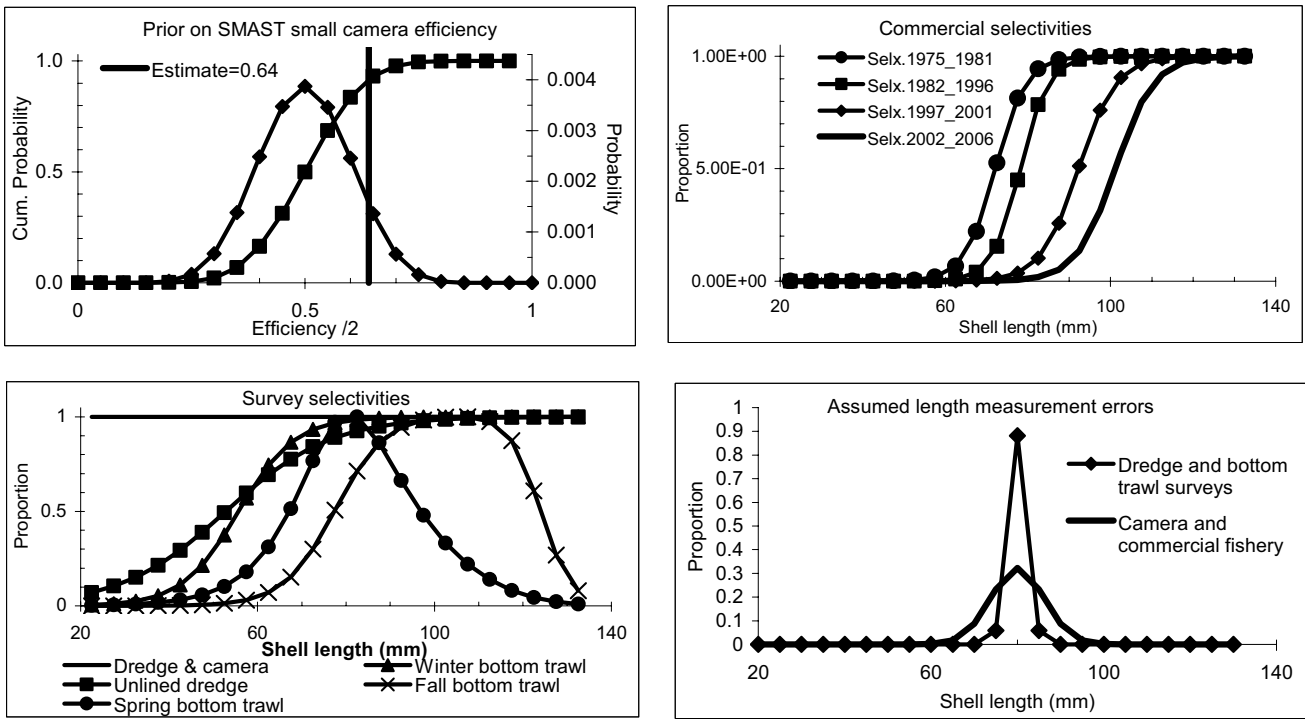 Prior on SMAST small camera efficiency
Estimate=0.64
Cum. Probability
1.0
0.5
0.0
Probability
0.004
0.003
0.002
0.001
0.000
0
0.5
1
Efficiency /2
Commercial selectivities
Selx.1975_1981
Selx.1982_1996
Selx.1997_2001
Selx.2002_2006
Proportion
1.00E+00
5.00E-01
0.00E+00
20
60
100
140
Shell length (mm)
Survey selectivities
Proportion
1
0.5
0
20
60
100
140
Shell length (mm)
Dredge & camera
Winter bottom trawl
Unlined dredge
Fall bottom trawl
Spring bottom trawl
Assumed length measurement errors
Dredge and bottom
trawl surveys
Camera and
commercial fishery
Proportion
1
0.9
0.8
0.7
0.6
0.5
0.4
0.3
0.2
0.1
0
20
60
100
140
Shell length (mm)